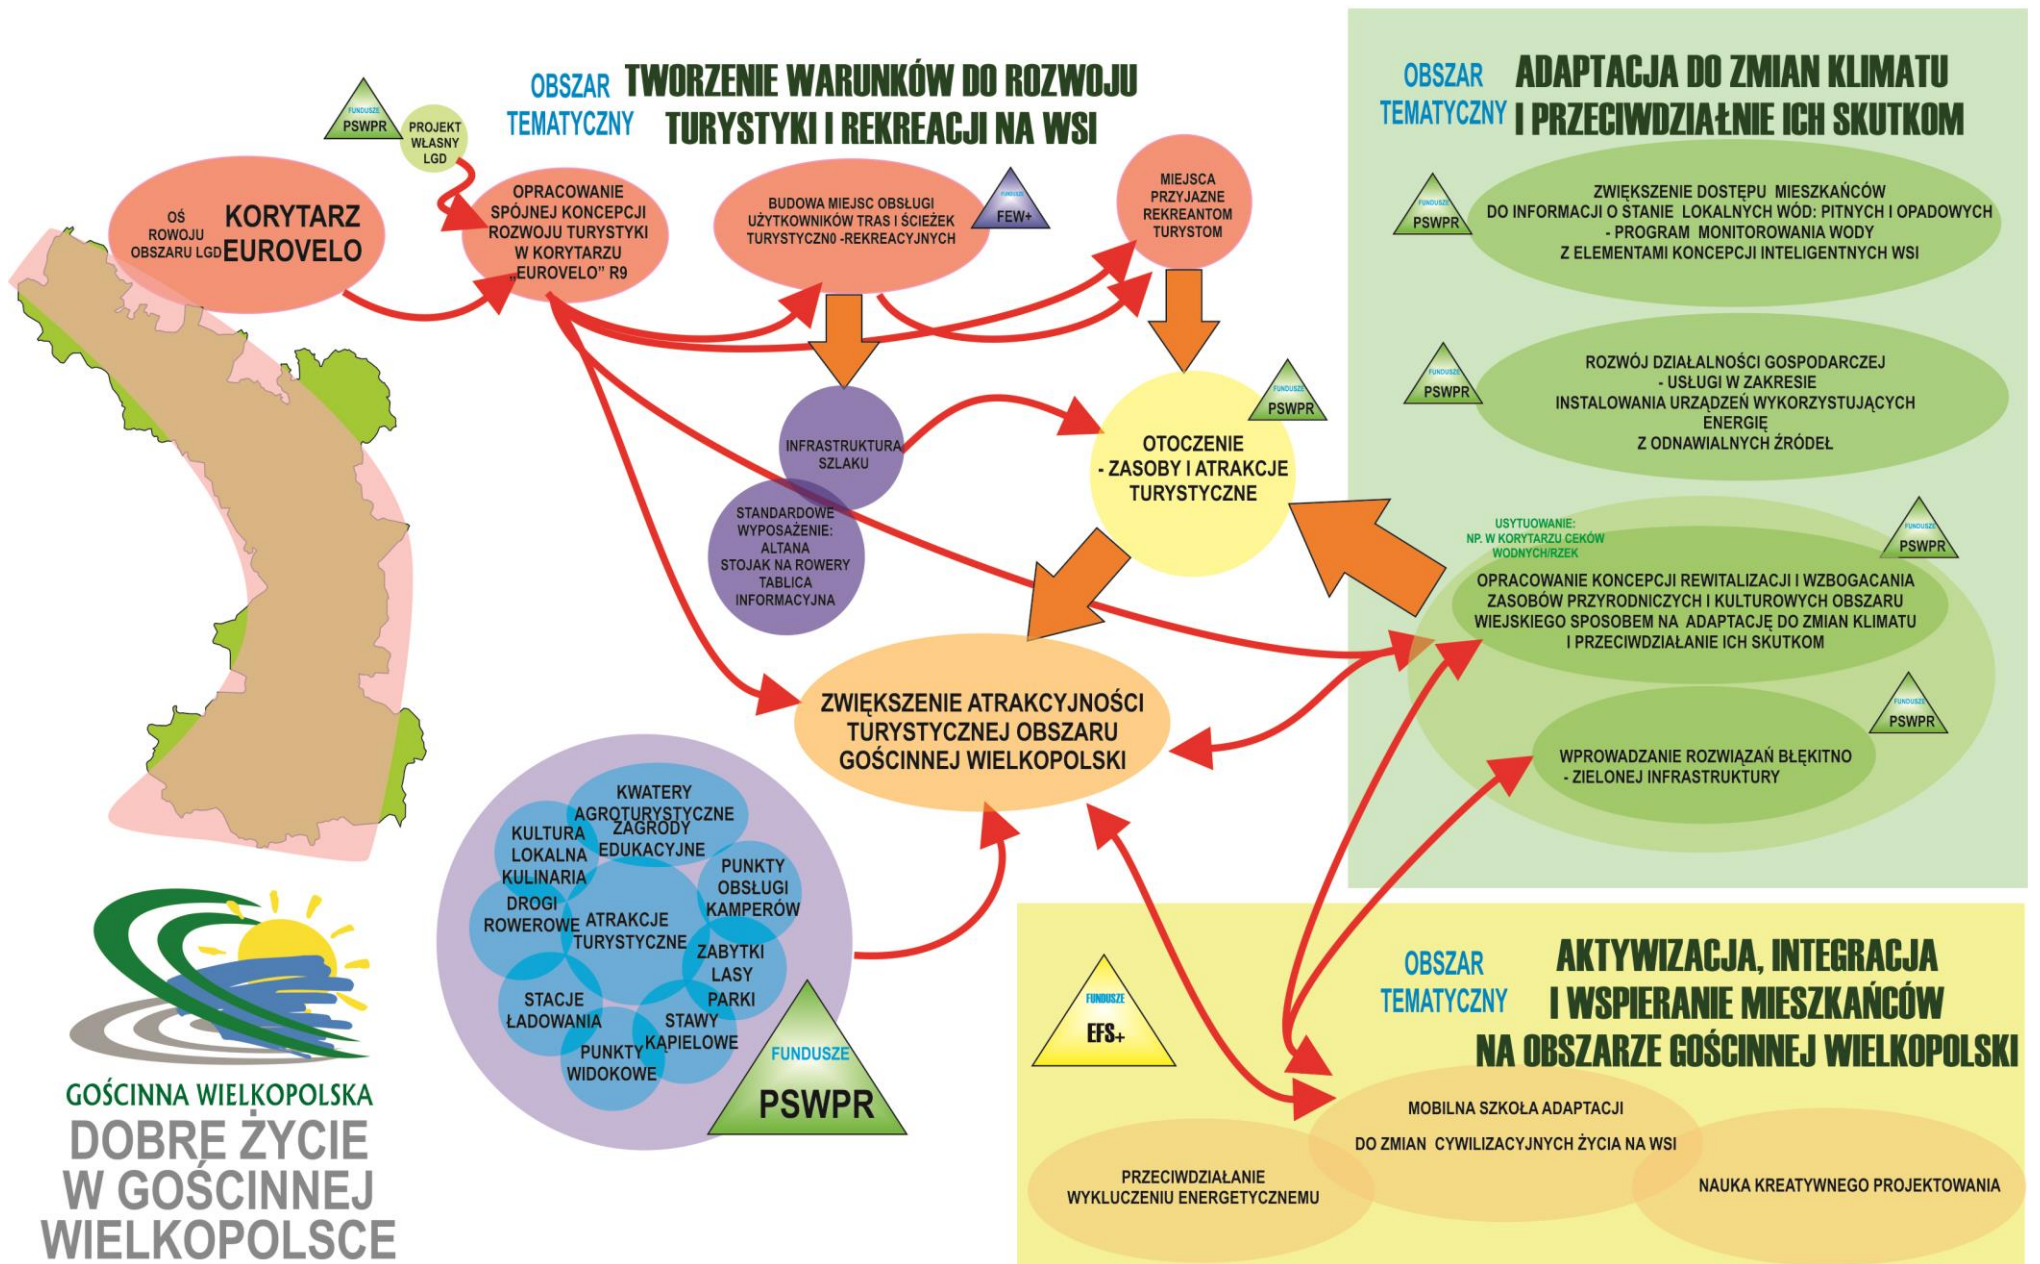 OBSZAR
TEMATYCZNY
TWORZENIE WARUNKÓW DO ROZWOJU
TURYSTYKI I REKREACJI NA WSI
FUNDUSZE
PSWPR
PROJEKT
WŁASNY
LGD
OŚ
ROWOJU
OBSZARU LGD
KORYTARZ
EUROVELO
OPRACOWANIE
SPÓJNEJ KONCEPCJI
ROZWOJU TURYSTYKI
W KORYTARZU
„EUROVELO” R9
BUDOWA MIEJSC OBSŁUGI
UŻYTKOWNIKÓW TRAS I ŚCIEŻEK
TURYSTYCZN0 -REKREACYJNYCH
FUNDUSZE
FEW+
MIEJSCA
PRZYJAZNE
REKREANTOM
TURYSTOM
INFRASTRUKTURA
SZLAKU
STANDARDOWE
WYPOSAŻENIE:
ALTANA
STOJAK NA ROWERY
TABLICA
INFORMACYJNA
FUNDUSZE
PSWPR
OTOCZENIE
- ZASOBY I ATRAKCJE
TURYSTYCZNE
ZWIĘKSZENIE ATRAKCYJNOŚCI
TURYSTYCZNEJ OBSZARU
GOŚCINNEJ WIELKOPOLSKI
KWATERY
AGROTURYSTYCZNE
ZAGRODY
EDUKACYJNE
KULTURA
LOKALNA
KULINARIA
PUNKTY
OBSŁUGI
KAMPERÓW
DROGI
ROWEROWE
ATRAKCJE
TURYSTYCZNE
ZABYTKI
LASY
PARKI
STACJE
ŁADOWANIA
STAWY
KĄPIELOWE
PUNKTY
WIDOKOWE
FUNDUSZE
PSWPR
GOŚCINNA WIELKOPOLSKA
DOBRE ŻYCIE
W GOŚCINNEJ
WIELKOPOLSCE
OBSZAR
TEMATYCZNY
ADAPTACJA DO ZMIAN KLIMATU
I PRZECIWDZIAŁNIE ICH SKUTKOM
FUNDUSZE
PSWPR
ZWIĘKSZENIE DOSTĘPU MIESZKAŃCÓW
DO INFORMACJI O STANIE LOKALNYCH WÓD: PITNYCH I OPADOWYCH
- PROGRAM MONITOROWANIA WODY
Z ELEMENTAMI KONCEPCJI INTELIGENTNYCH WSI
FUNDUSZE
PSWPR
ROZWÓJ DZIAŁALNOŚCI GOSPODARCZEJ
- USŁUGI W ZAKRESIE
INSTALOWANIA URZĄDZEŃ WYKORZYSTUJĄCYCH
ENERGIĘ
Z ODNAWIALNYCH ŹRÓDEŁ
USYTUOWANIE:
NP. W KORYTARZU CEKÓW
WODNYCH/RZEK
FUNDUSZE
PSWPR
OPRACOWANIE KONCEPCJI REWITALIZACJI I WZBOGACANIA
ZASOBÓW PRZYRODNICZYCH I KULTUROWYCH OBSZARU
WIEJSKIEGO SPOSOBEM NA ADAPTACJĘ DO ZMIAN KLIMATU
I PRZECIWDZIAŁANIE ICH SKUTKOM
FUNDUSZE
PSWPR
WPROWADZANIE ROZWIĄZAŃ BŁĘKITNO
- ZIELONEJ INFRASTRUKTURY
OBSZAR
TEMATYCZNY
AKTYWIZACJA, INTEGRACJA
I WSPIERANIE MIESZKAŃCÓW
NA OBSZARZE GOŚCINNEJ WIELKOPOLSKI
FUNDUSZE
EFS+
MOBILNA SZKOŁA ADAPTACJI
DO ZMIAN CYWILIZACYJNYCH ŻYCIA NA WSI
PRZECIWDZIAŁANIE
WYKLUCZENIU ENERGETYCZNEMU
NAUKA KREATYWNEGO PROJEKTOWANIA